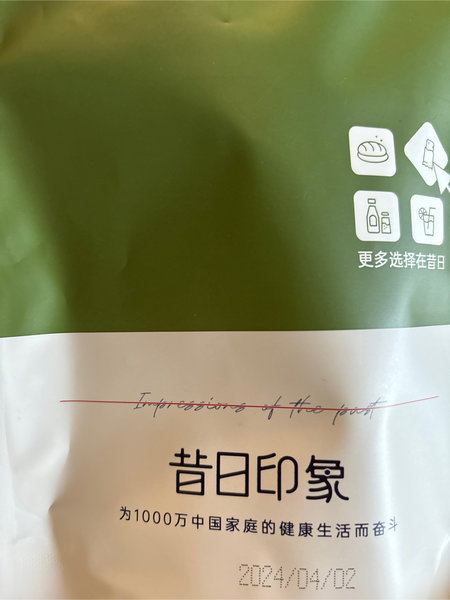 更多选择在昔日
Impressions of the past
昔日印象
为1000万中国家庭的健康生活而奋斗
2024/04/02